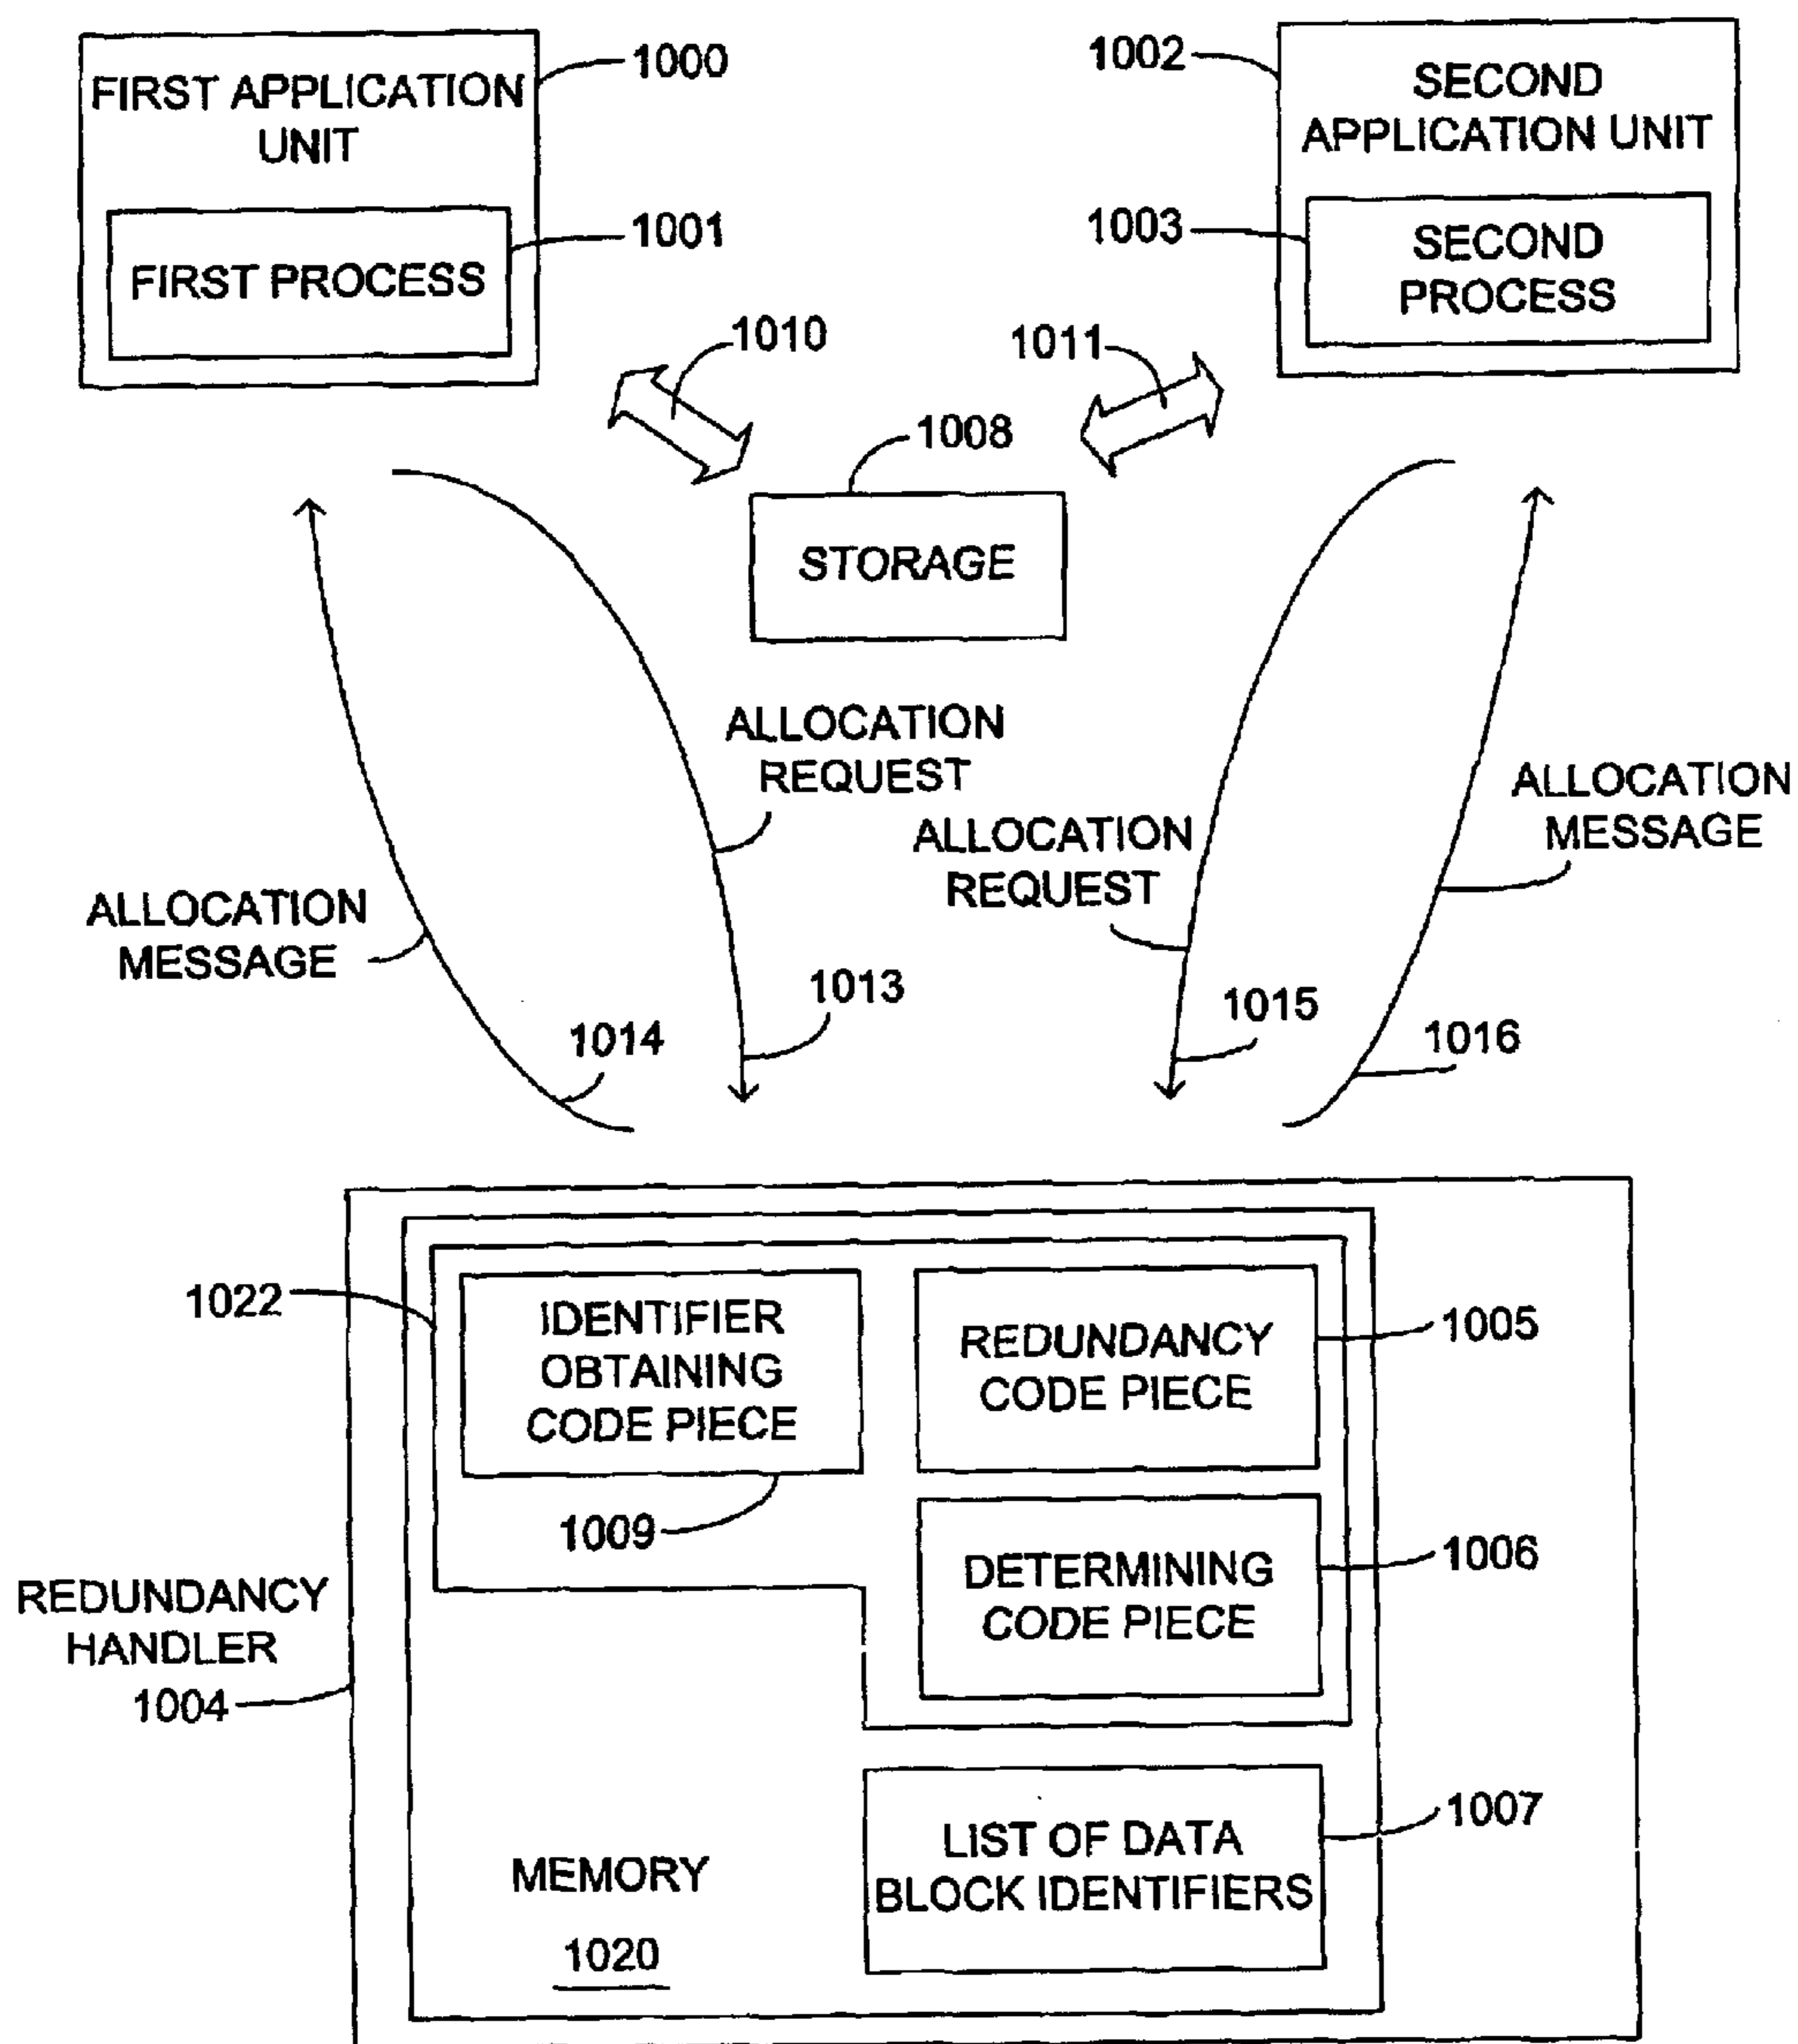 FIRST APPLICATION
UNIT
1000
FIRST PROCESS
1001
1002
SECOND
APPLICATION UNIT
1003
SECOND
PROCESS
1010
1011
1008
STORAGE
ALLOCATION
REQUEST
ALLOCATION
MESSAGE
ALLOCATION
REQUEST
ALLOCATION
MESSAGE
1013
1014
1015
1016
1022
IDENTIFIER
OBTAINING
CODE PIECE
REDUNDANCY
CODE PIECE
1005
1009
DETERMINING
CODE PIECE
1006
REDUNDANCY
HANDLER
1004
LIST OF DATA
BLOCK IDENTIFIERS
1007
MEMORY
1020